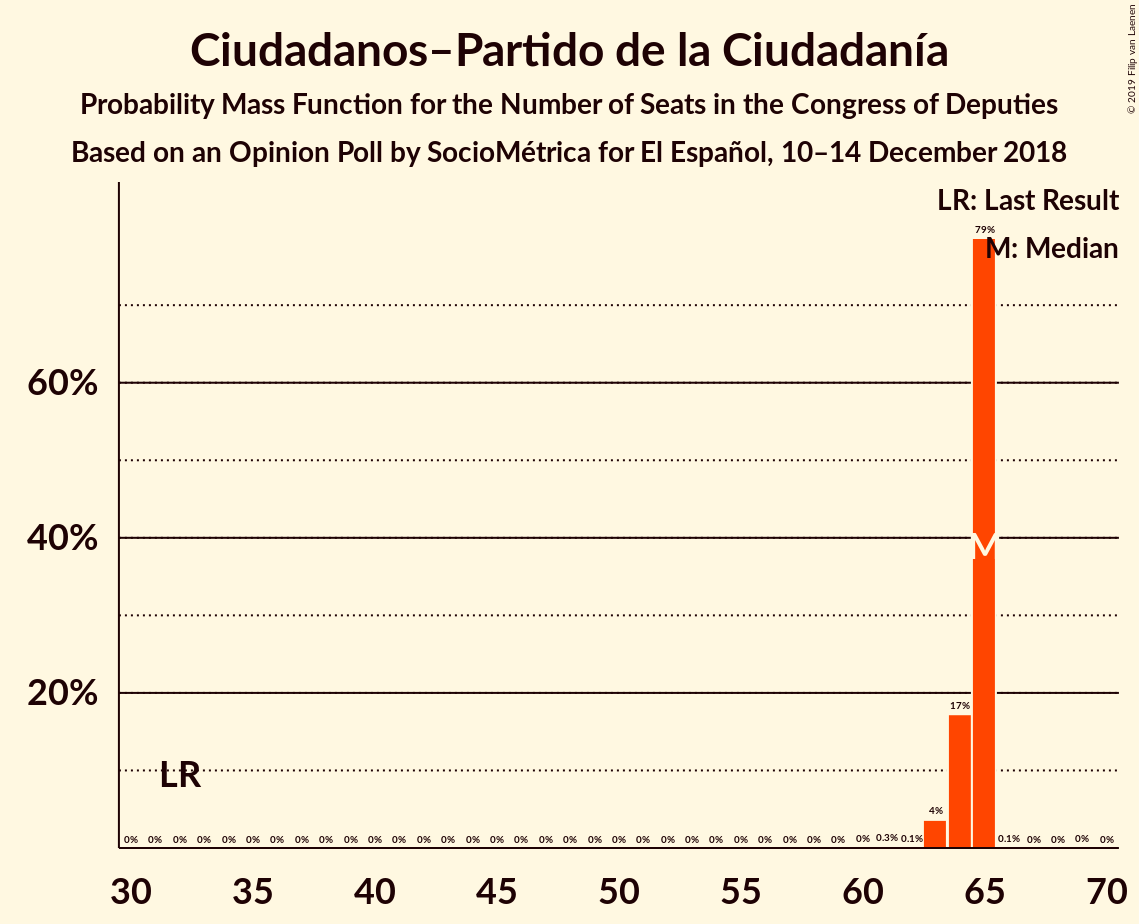 Ciudadanos–Partido de la Ciudadanía
Probability Mass Function for the Number of Seats in the Congress of Deputies
Based on an Opinion Poll by SocioMétrica for El Español, 10–14 December 2018
© 2019 Filip van Laenen
LR: Last Result
M: Median
79%
60%
40%
M
20%
17%
LR
4%
0% 0% 0% 0% 0% 0% 0% 0% 0% 0% 0% 0% 0% 0% 0% 0% 0% 0% 0% 0% 0% 0% 0% 0% 0% 0% 0% 0% 0% 0% 0% 0.3% 0.1% 0.1% 0% 0% 0% 0%
30 35 40 45 50 55 60 65 70